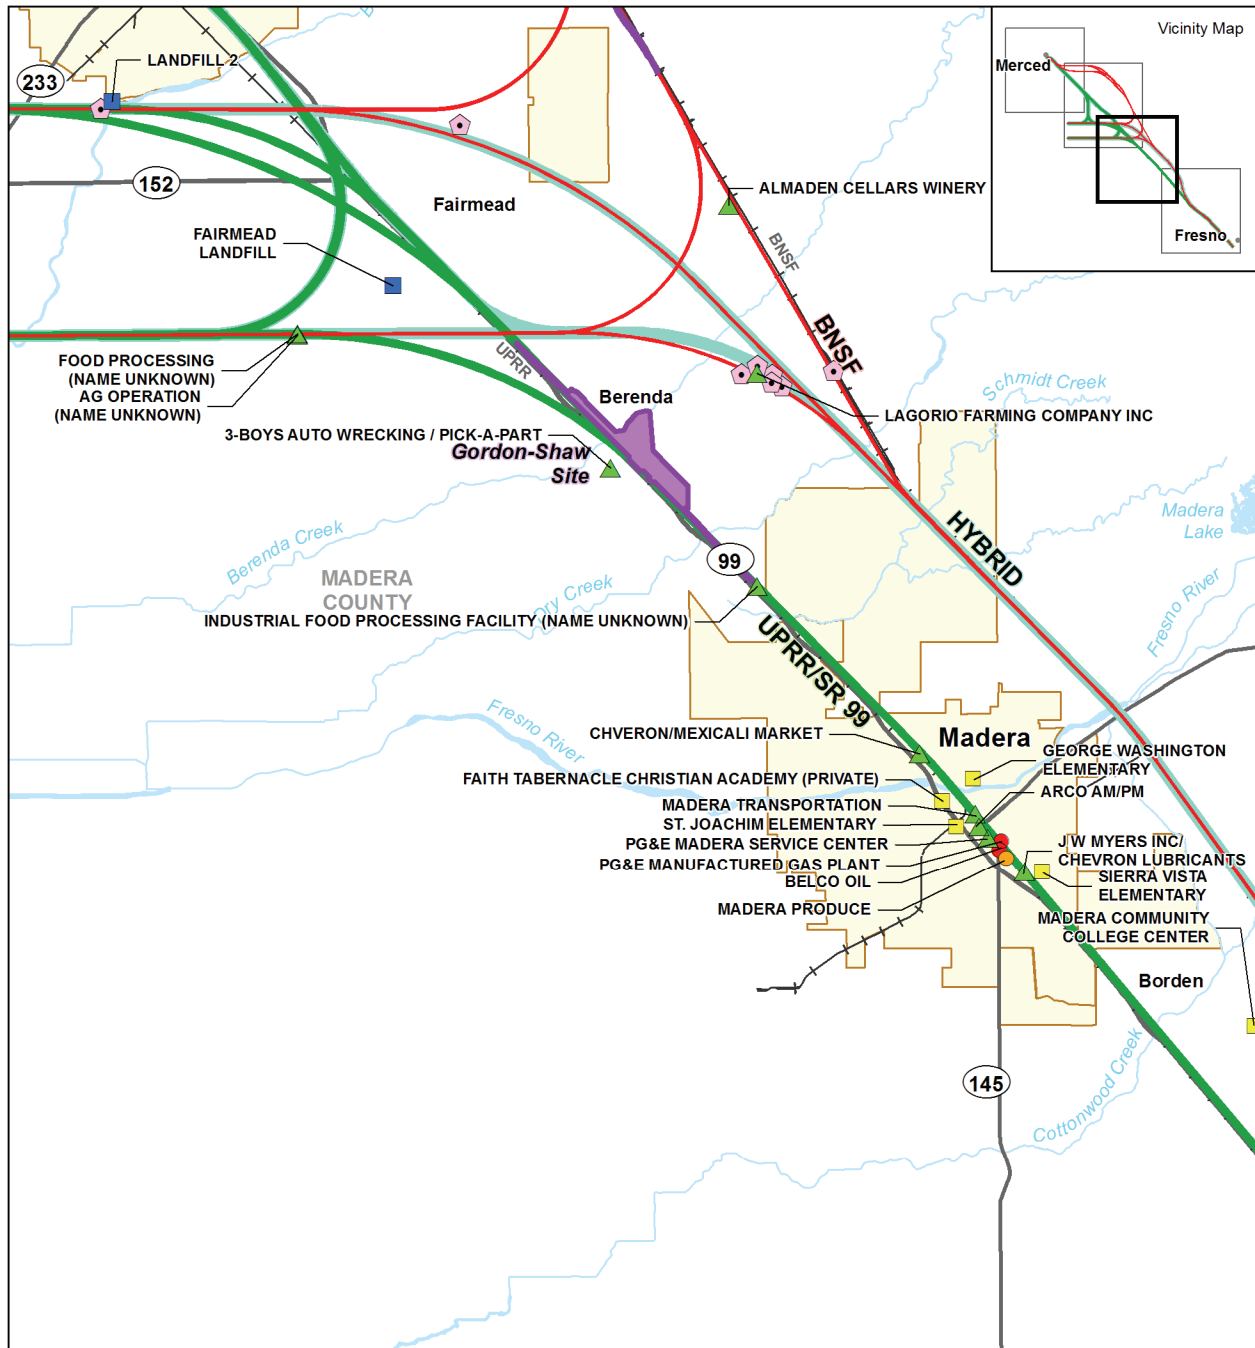 Vicinity Map
Merced
Fresno
LANDFILL 2
233
152
Fairmead
ALMADEN CELLARS WINERY
FAIRMEAD
LANDFILL
BNSF
BNSF
UPRR
FOOD PROCESSING
(NAME UNKNOWN)
AG OPERATION
(NAME UNKNOWN)
Berenda
Schmidt Creek
LAGORIO FARMING COMPANY INC
3-BOYS AUTO WRECKING / PICK-A-PART
Gordon-Shaw
Site
Madera
Lake
HYBRID
Berenda Creek
99
MADERA
COUNTY
Dry Creek
Fresno River
INDUSTRIAL FOOD PROCESSING FACILITY (NAME UNKNOWN)
UPRR/SR 99
Fresno River
CHVERON/MEXICALI MARKET
Madera
GEORGE WASHINGTON
ELEMENTARY
FAITH TABERNACLE CHRISTIAN ACADEMY (PRIVATE)
ARCO AM/PM
MADERA TRANSPORTATION
ST. JOACHIM ELEMENTARY
PG&E MADERA SERVICE CENTER
JW MYERS INC/
CHEVRON LUBRICANTS
PG&E MANUFACTURED GAS PLANT
BELCO OIL
SIERRA VISTA
ELEMENTARY
MADERA PRODUCE
MADERA COMMUNITY
COLLEGE CENTER
Borden
145
Cottonwood Creek